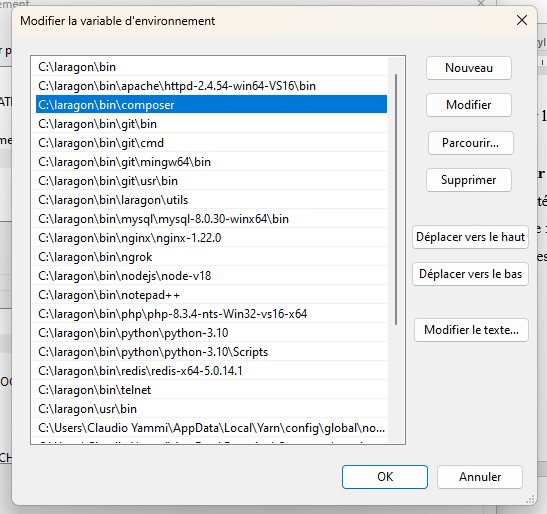 Modifier la variable d'environnement
C:\laragon\bin
C:\laragon\bin\apache\httpd-2.4.54-win64-VS16\bin
C:\laragon\bin\composer
C:\laragon\bin\git\bin
C:\laragon\bin\git\cmd
C:\laragon\bin\git\mingw64\bin
C:\laragon\bin\git\usr\bin
C:\laragon\bin\laragon\utils
C:\laragon\bin\mysql\mysql-8.0.30-winx64\bin
C:\laragon\bin\nginx\nginx-1.22.0
C:\laragon\bin\ngrok
C:\laragon\bin\nodejs\node-v18
C:\laragon\bin\notepad++
C:\laragon\bin\php\php-8.3.4-nts-Win32-vs16-x64
C:\laragon\bin\python\python-3.10
C:\laragon\bin\python\python-3.10\Scripts
C:\laragon\bin\redis\redis-x64-5.0.14.1
C:\laragon\bin\telnet
C:\laragon\usr\bin
C:\Users\Claudio Yammi\AppData\Local\Yarn\config\global\no...
Nouveau
Modifier
Parcourir...
Supprimer
Déplacer vers le haut
Déplacer vers le bas
Modifier le texte...
OK
Annuler